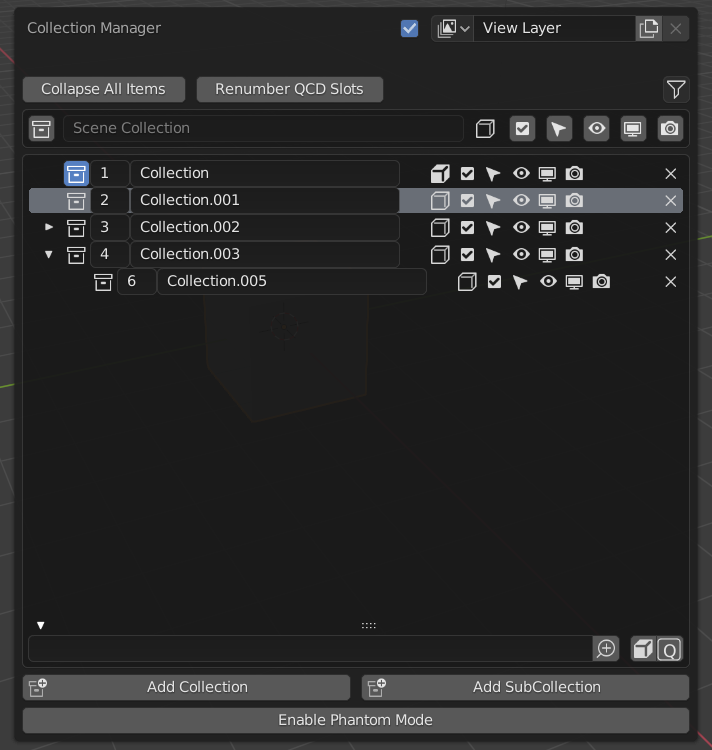 Collection Manager
View Layer
Collapse All Items
Renumber QCD Slots
Scene Collection
1 Collection
2 Collection.001
3 Collection.002
4 Collection.003
6 Collection.005
Q
Add Collection
Add SubCollection
Enable Phantom Mode